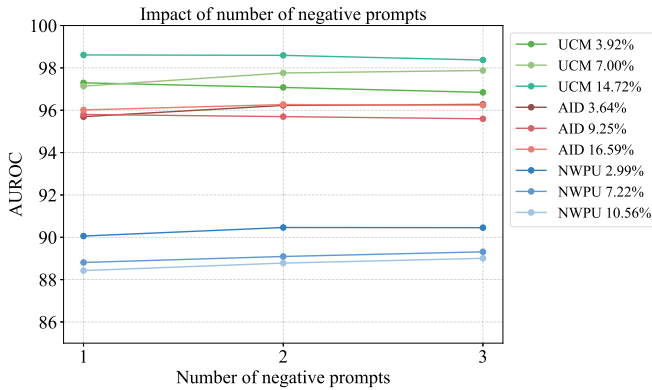 Impact of number of negative prompts
100
98
96
94
92
90
88
86
AUROC
1
2
3
Number of negative prompts
UCM 3.92%
UCM 7.00%
UCM 14.72%
AID 3.64%
AID 9.25%
AID 16.59%
NWPU 2.99%
NWPU 7.22%
NWPU 10.56%